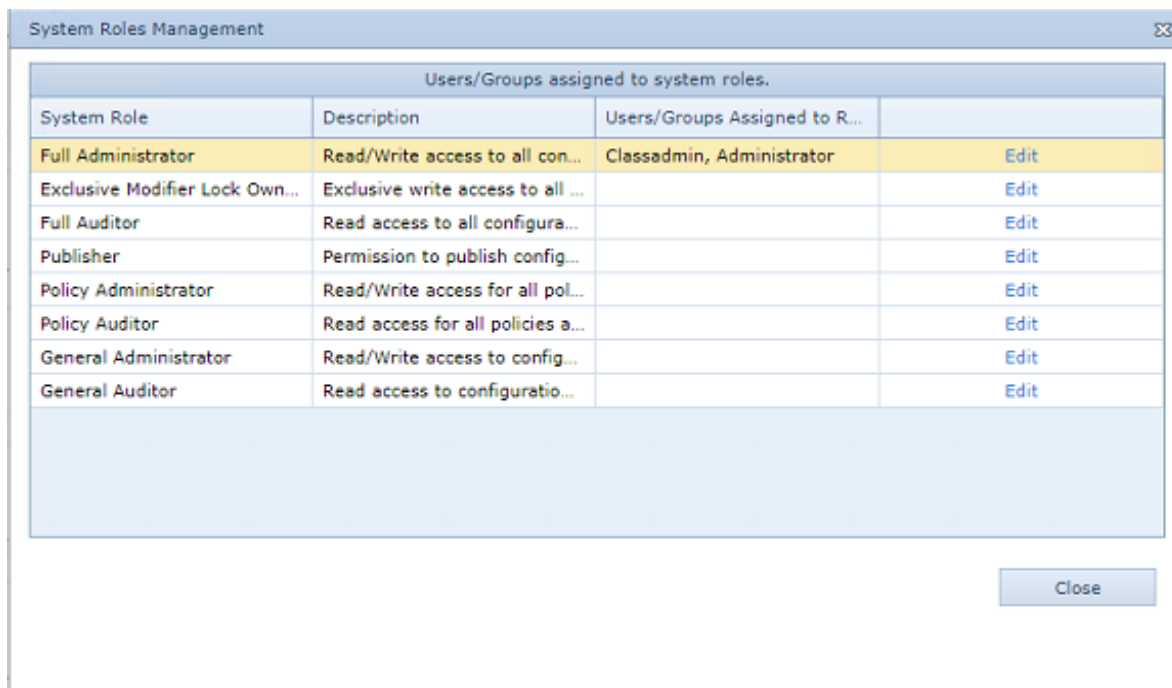 System Roles Management
Users/Groups assigned to system roles.
System Role Description Users/Groups Assigned to R...
Full Administrator Read/Write access to all con... Classadmin, Administrator Edit
Exclusive Modifier Lock Own... Exclusive write access to all ... Edit
Full Auditor Read access to all configura... Edit
Publisher Permission to publish config... Edit
Policy Administrator Read/Write access for all pol... Edit
Policy Auditor Read access for all policies a... Edit
General Administrator Read/Write access to config... Edit
General Auditor Read access to configuratio... Edit
Close